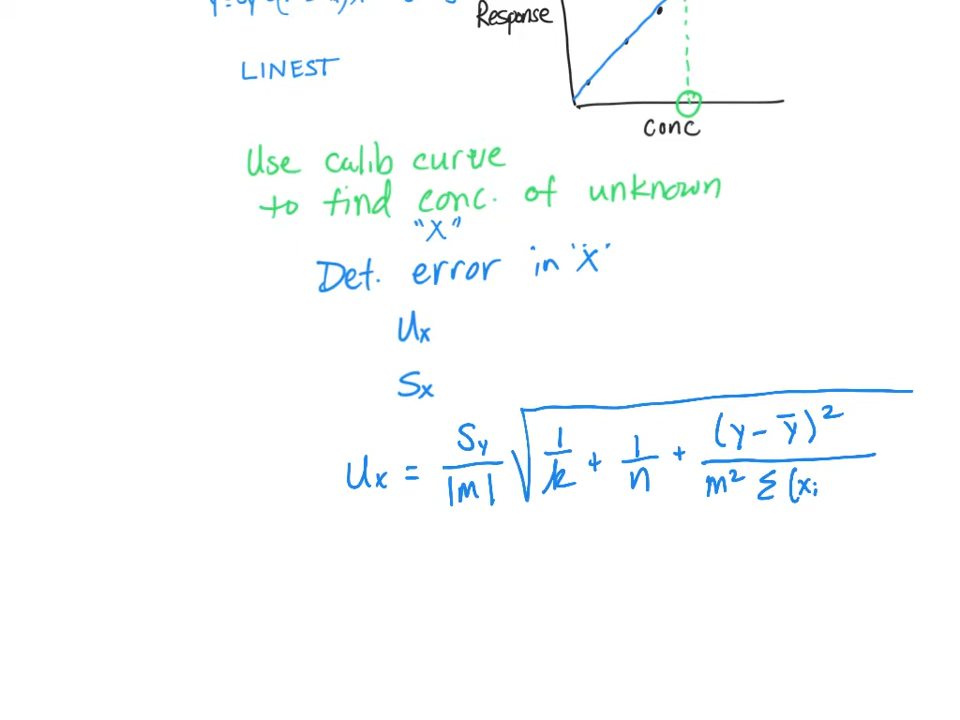 Response
LINEST
Conc
Use calib curve
to find conc. of unknown
"X"
Det. error in "X"
Ux
Sx
Ux = Sy/|m| √(1/k + 1/n + (y - ȳ)²/m² Σ (xi